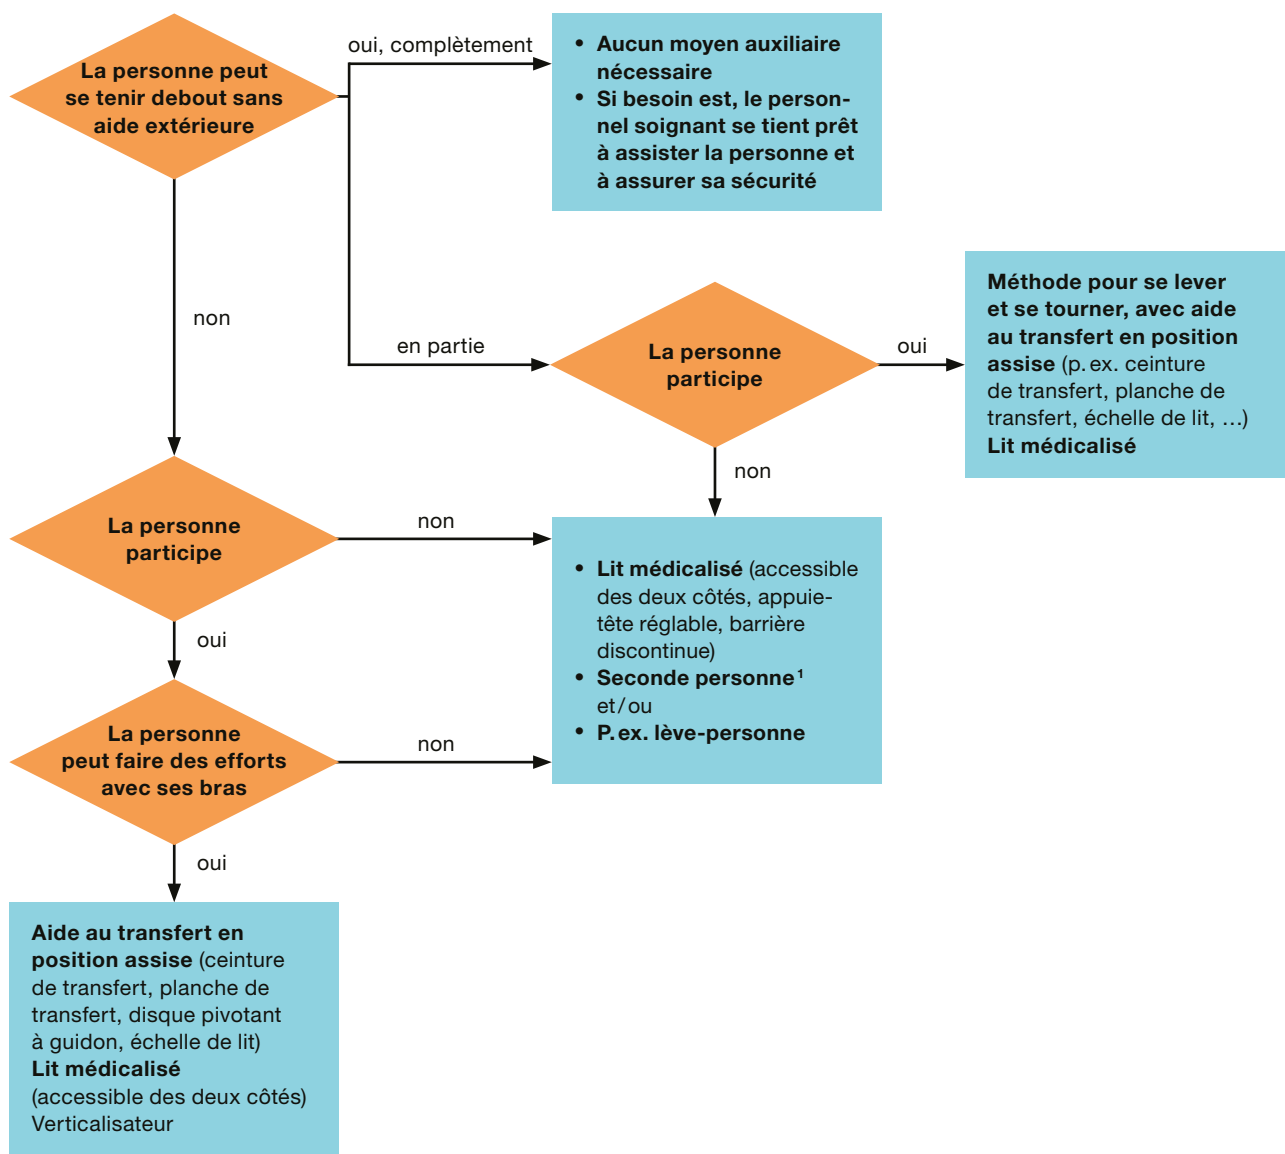 La personne peut
se tenir debout sans
aide extérieure
oui, complètement
• Aucun moyen auxiliaire
nécessaire
• Si besoin est, le person-
nel soignant se tient prêt
à assister la personne et
à assurer sa sécurité
non
en partie
La personne
participe
oui
Méthode pour se lever
et se tourner, avec aide
au transfert en position
assise (p. ex. ceinture
de transfert, planche de
transfert, échelle de lit, …)
Lit médicalisé
non
La personne
participe
non
• Lit médicalisé (accessible
des deux côtés, appuie-
tête réglable, barrière
discontinue)
• Seconde personne¹
et/ou
• P. ex. lève-personne
oui
La personne
peut faire des efforts
avec ses bras
non
oui
Aide au transfert en
position assise (ceinture
de transfert, planche de
transfert, disque pivotant
à guidon, échelle de lit)
Lit médicalisé
(accessible des deux côtés)
Verticalisateur